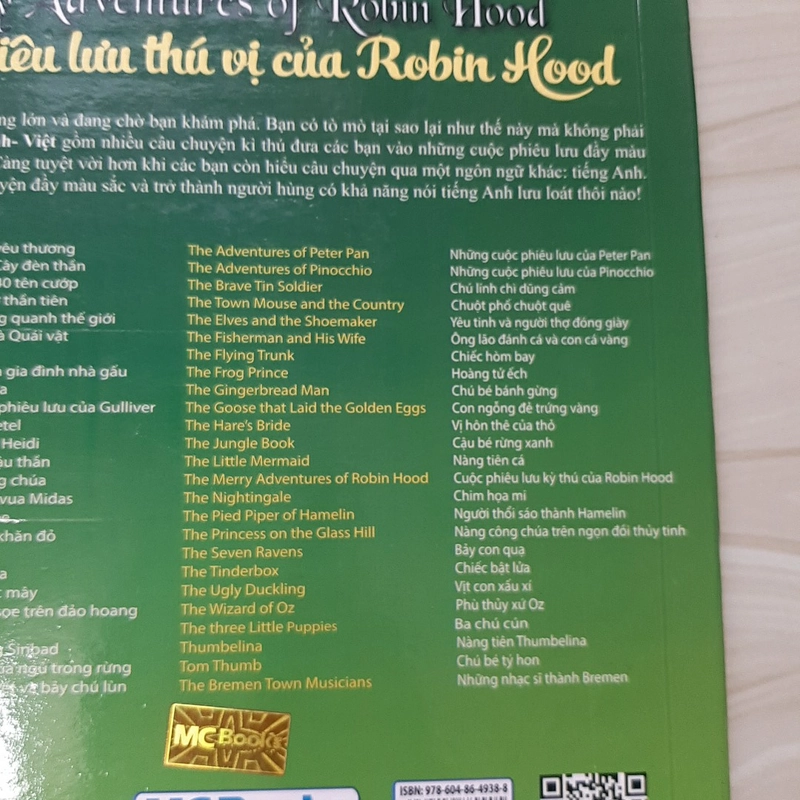 Adventures of Robin Hood
iêu lưu thú vị của Robin Hood
ng lớn và đang chờ bạn khám phá. Bạn có tò mò tại sao lại như thế này mà không phải
nh- Việt gồm nhiều câu chuyện kì thú đưa các bạn vào những cuộc phiêu lưu đầy màu
Càng tuyệt vời hơn khi các bạn còn hiểu câu chuyện qua một ngôn ngữ khác: tiếng Anh.
yện đầy màu sắc và trở thành người hùng có khả năng nói tiếng Anh lưu loát thôi nào!
yêu thương The Adventures of Peter Pan Những cuộc phiêu lưu của Peter Pan
Cây đèn thần The Adventures of Pinocchio Những cuộc phiêu lưu của Pinocchio
40 tên cướp The Brave Tin Soldier Chú lính chì dũng cảm
thần tiên The Town Mouse and the Country Chuột phố chuột quê
g quanh thế giới The Elves and the Shoemaker Yêu tinh và người thợ đóng giày
à Quái vật The Fisherman and His Wife Ông lão đánh cá và con cá vàng
The Flying Trunk Chiếc hòm bay
gia đình nhà gấu The Frog Prince Hoàng tử ếch
a The Gingerbread Man Chú bé bánh gừng
phiêu lưu của Gulliver The Goose that Laid the Golden Eggs Con ngỗng đẻ trứng vàng
etel The Hare's Bride Vị hôn thê của thỏ
Heidi The Jungle Book Cậu bé rừng xanh
ậu thần The Little Mermaid Nàng tiên cá
g chúa The Merry Adventures of Robin Hood Cuộc phiêu lưu kỳ thú của Robin Hood
vua Midas The Nightingale Chim họa mi
The Pied Piper of Hamelin Người thổi sáo thành Hamelin
khăn đỏ The Princess on the Glass Hill Nàng công chúa trên ngọn đồi thủy tinh
The Seven Ravens Bảy con quạ
a The Tinderbox Chiếc bật lửa
t mây The Ugly Duckling Vịt con xấu xí
soe trên đảo hoang The Wizard of Oz Phù thủy xứ Oz
The three Little Puppies Ba chú cún
g Sinbad Thumbelina Nàng tiên Thumbelina
ủa ngủ trong rừng Tom Thumb Chú bé tý hon
ết và bảy chú lùn The Bremen Town Musicians Những nhạc sĩ thành Bremen
MCBooks
ISBN: 978-604-86-4938-8